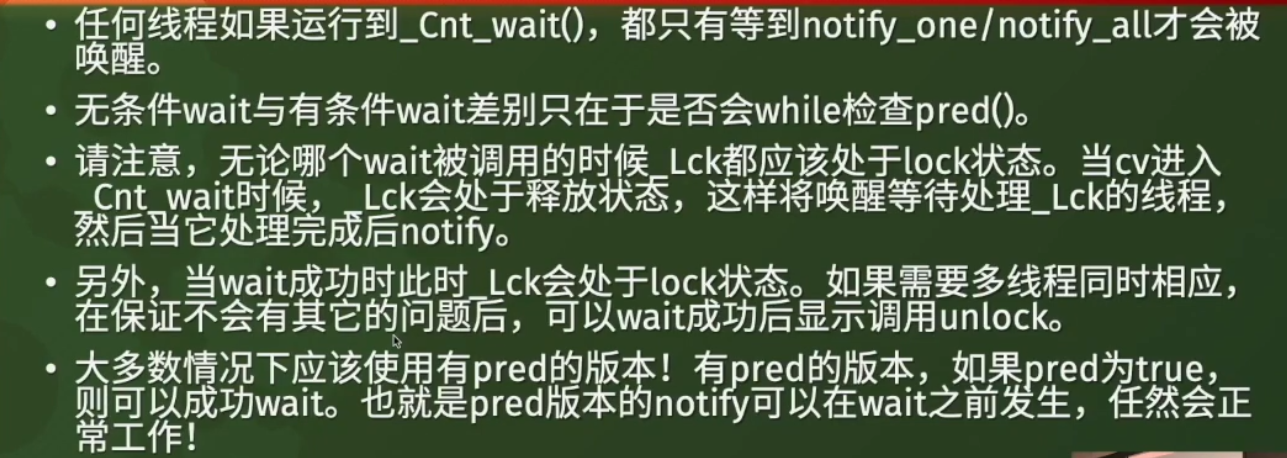 • 任何线程如果运行到_Cnt_wait()，都只有等到notify_one/notify_all才会被
唤醒。
• 无条件wait与有条件wait差别只在于是否会while检查pred()。
• 请注意，无论哪个wait被调用的时候_Lck都应该处于lock状态。当cv进入
_Cnt_wait时候，_Lck会处于释放状态，这样将唤醒等待处理_Lck的线程，
然后当它处理完成后notify。
• 另外，当wait成功时此时_Lck会处于lock状态。如果需要多线程同时相应，
在保证不会有其它的问题后，可以wait成功后显示调用unlock。
• 大多数情况下应该使用有pred的版本！有pred的版本，如果pred为true，
则可以成功wait。也就是pred版本的notify可以在wait之前发生，任然会正
常工作！